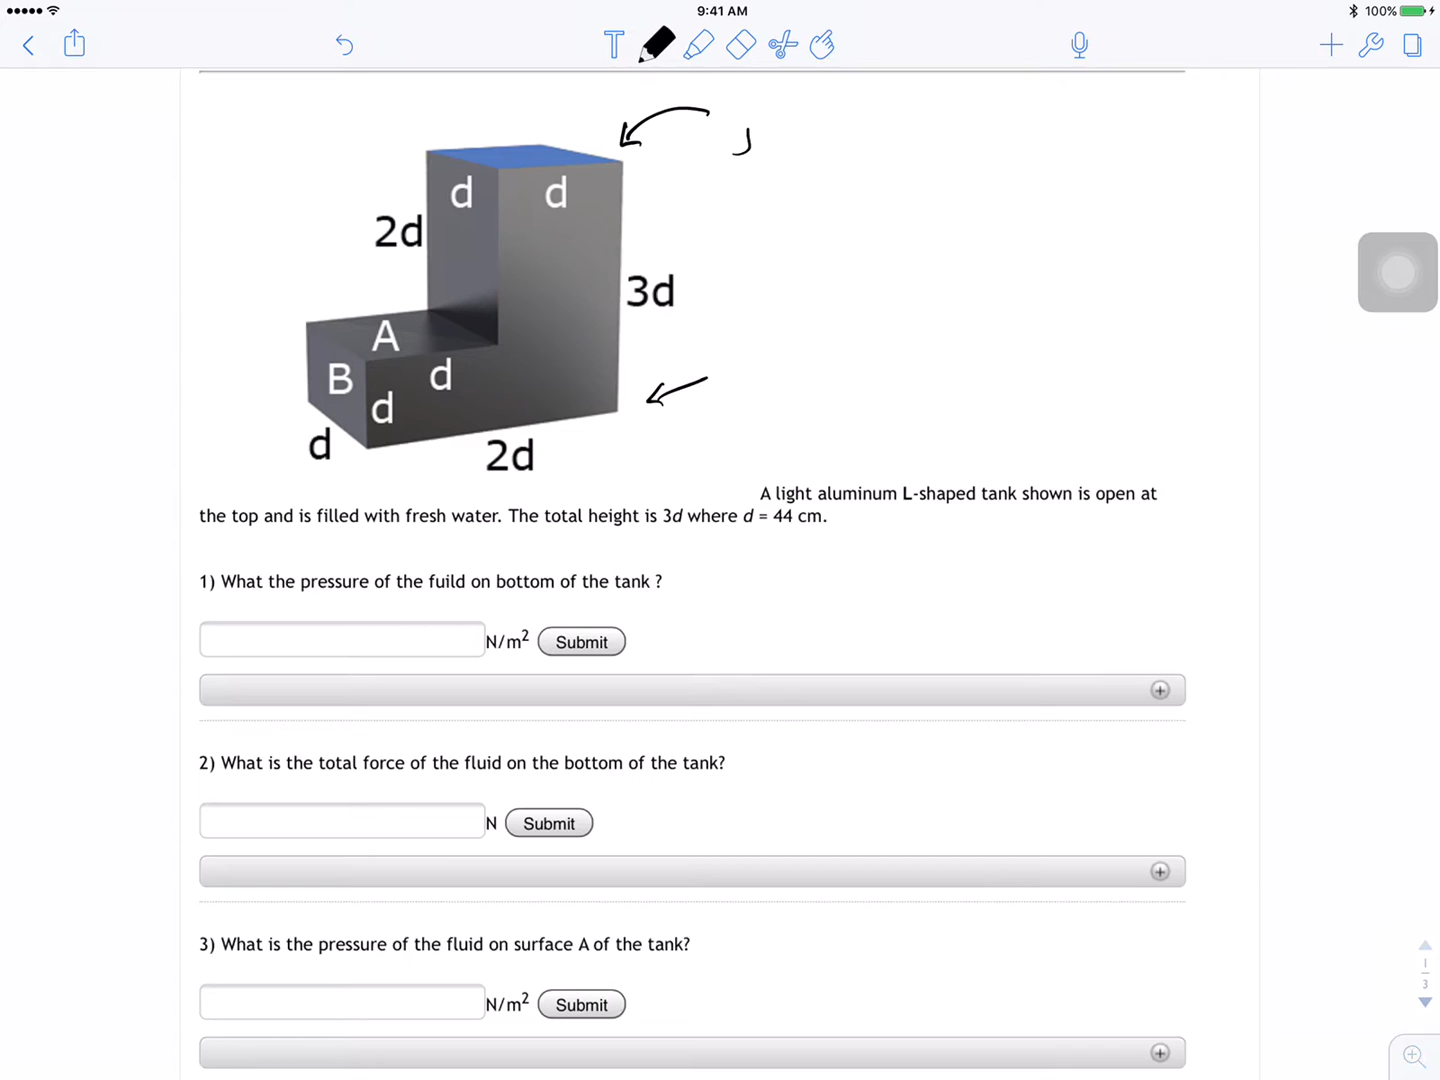 9:41 AM
100%
T
d d
2d
3d
A
B d
d
d
2d
A light aluminum L-shaped tank shown is open at
the top and is filled with fresh water. The total height is 3d where d = 44 cm.
1) What the pressure of the fuild on bottom of the tank ?
N/m² Submit
2) What is the total force of the fluid on the bottom of the tank?
N Submit
3) What is the pressure of the fluid on surface A of the tank?
N/m² Submit
1
3